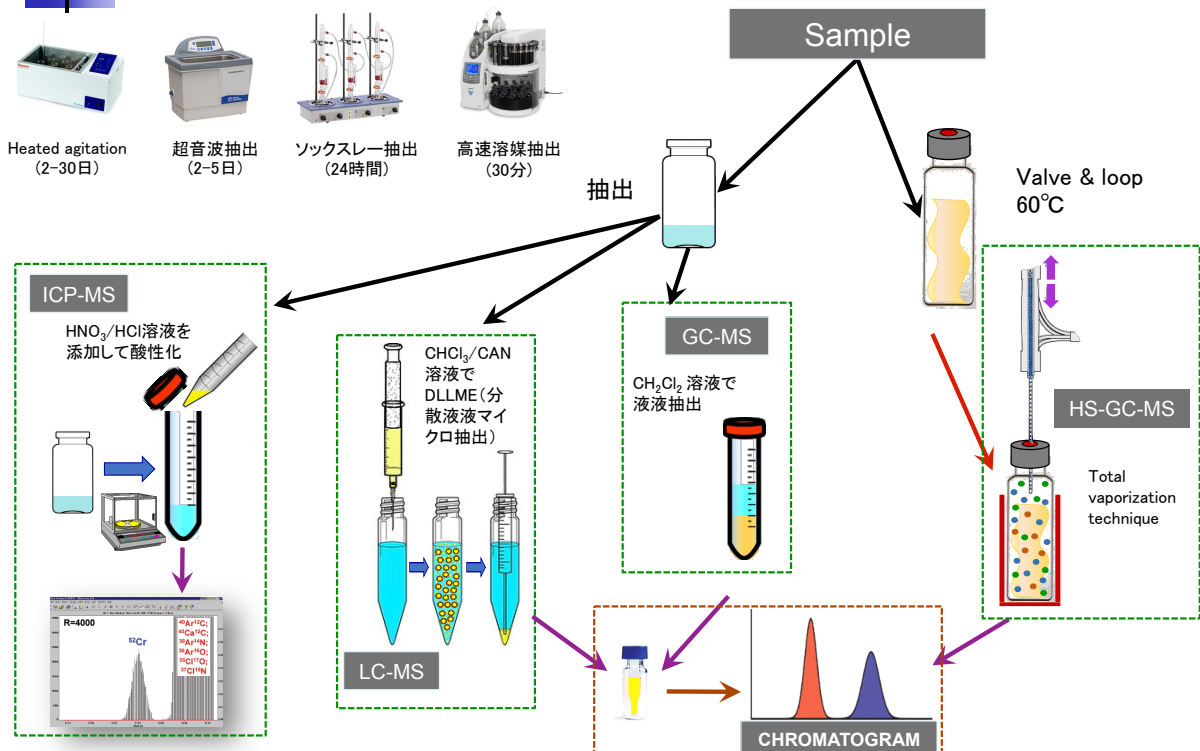 Sample
Heated agitation
(2-30日)
超音波抽出
(2-5日)
ソックスレー抽出
(24時間)
高速溶媒抽出
(30分)
抽出
Valve & loop
60℃
ICP-MS
HNO₃/HCl溶液を
添加して酸性化
R=4000
⁵²Cr
⁴⁰Ar¹²C;
³⁵Cl¹⁷O;
CHCl₃/CAN
溶液で
DLLME(分
散液液マイ
クロ抽出)
LC-MS
GC-MS
CH₂Cl₂ 溶液で
液液抽出
HS-GC-MS
Total
vaporization
technique
CHROMATOGRAM